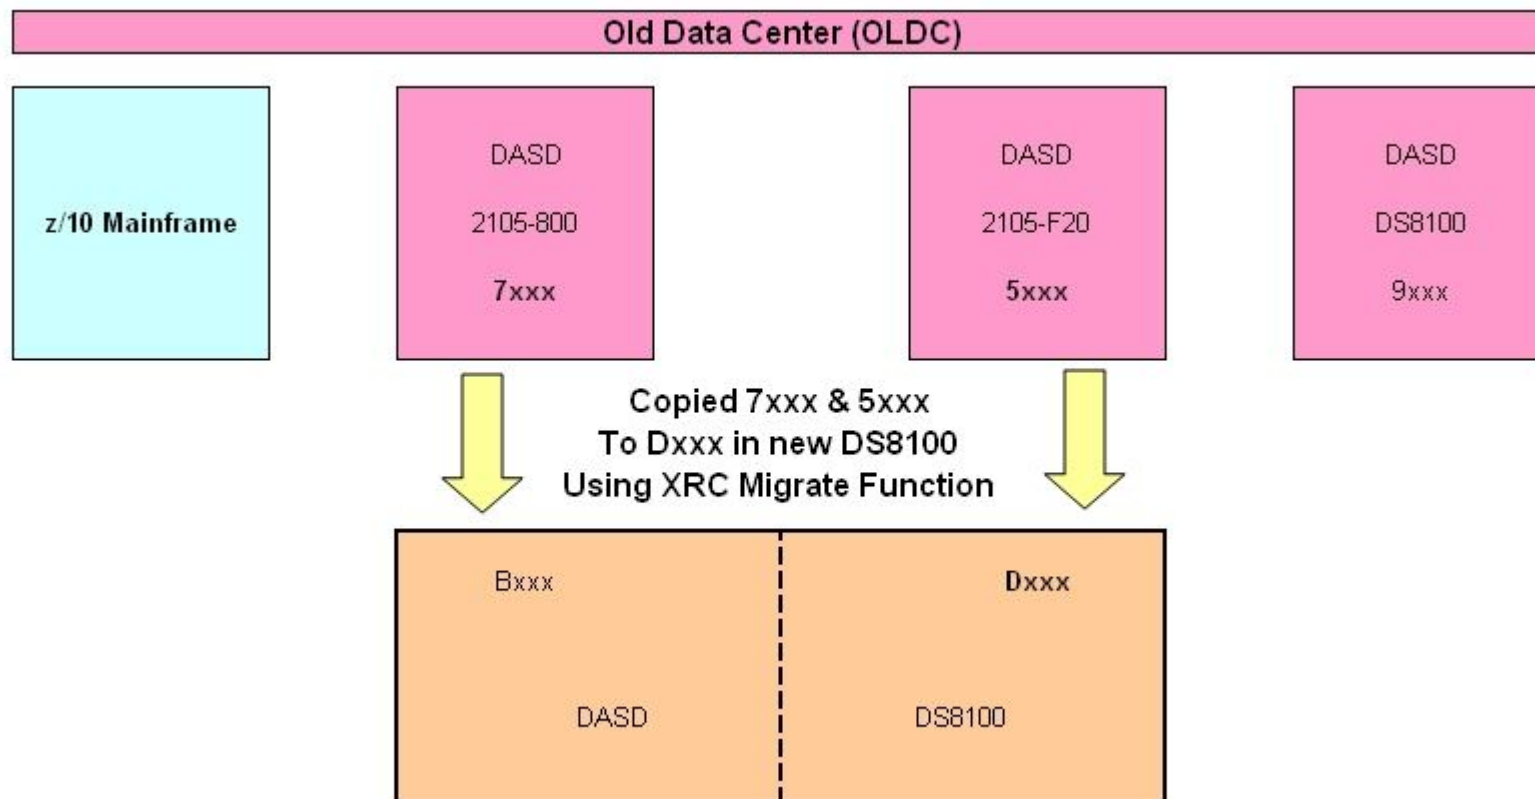 Old Data Center (OLDC)
z/10 Mainframe
DASD
2105-800
7xxx
DASD
2105-F20
5xxx
DASD
DS8100
9xxx
Copied 7xxx & 5xxx
To Dxxx in new DS8100
Using XRC Migrate Function
Bxxx
Dxxx
DASD
DS8100